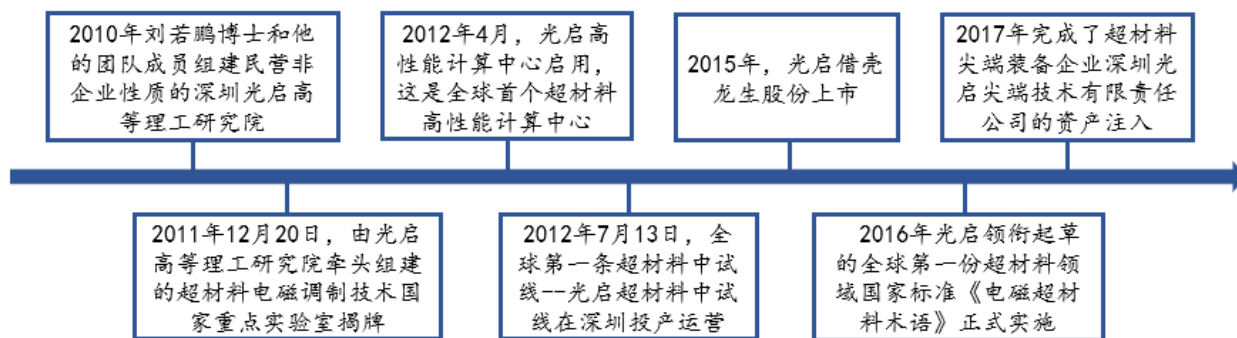 2010年刘若鹏博士和他
的团队成员组建民营非
企业性质的深圳光启高
等理工研究院
2011年12月20日，由光启
高等理工研究院牵头组建
的超材料电磁调制技术国
家重点实验室揭牌
2012年4月，光启高
性能计算中心启用，
这是全球首个超材料
高性能计算中心
2012年7月13日，全
球第一条超材料中试
线--光启超材料中试
线在深圳投产运营
2015年，光启借壳
龙生股份上市
2016年光启领衔起草
的全球第一份超材料领
域国家标准《电磁超材
料术语》正式实施
2017年完成了超材料
尖端装备企业深圳光
启尖端技术有限责任
公司的资产注入